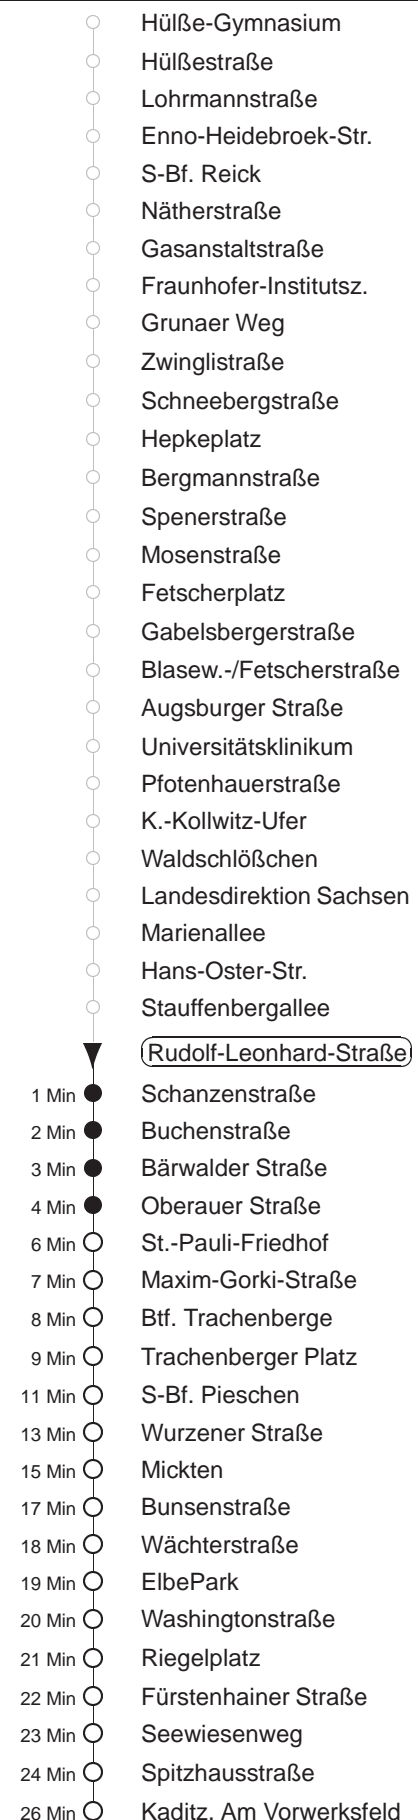 Hülße-Gymnasium
Hülßestraße
Lohrmannstraße
Enno-Heidebroek-Str.
S-Bf. Reick
Nätherstraße
Gasanstaltstraße
Fraunhofer-Institutsz.
Grunaer Weg
Zwinglistraße
Schneebergstraße
Hepkeplatz
Bergmannstraße
Spenerstraße
Mosenstraße
Fetscherplatz
Gabelsbergerstraße
Blasew.-/Fetscherstraße
Augsburger Straße
Universitätsklinikum
Pfotenhauerstraße
K.-Kollwitz-Ufer
Waldschlößchen
Landesdirektion Sachsen
Marienallee
Hans-Oster-Str.
Stauffenbergallee
Rudolf-Leonhard-Straße
1 Min Schanzenstraße
2 Min Buchenstraße
3 Min Bärwalder Straße
4 Min Oberauer Straße
6 Min St.-Pauli-Friedhof
7 Min Maxim-Gorki-Straße
8 Min Btf. Trachenberge
9 Min Trachenberger Platz
11 Min S-Bf. Pieschen
13 Min Wurzener Straße
15 Min Mickten
17 Min Bunsenstraße
18 Min Wächterstraße
19 Min ElbePark
20 Min Washingtonstraße
21 Min Riegelplatz
22 Min Fürstenhainer Straße
23 Min Seewiesenweg
24 Min Spitzhausstraße
26 Min Kaditz, Am Vorwerksfeld